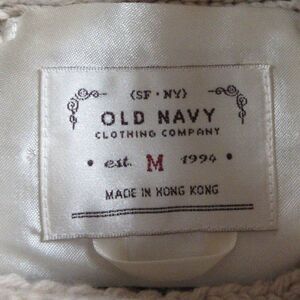 (SF · NY)
OLD NAVY
CLOTHING COMPANY
• est. M 1994 •
MADE IN HONG KONG